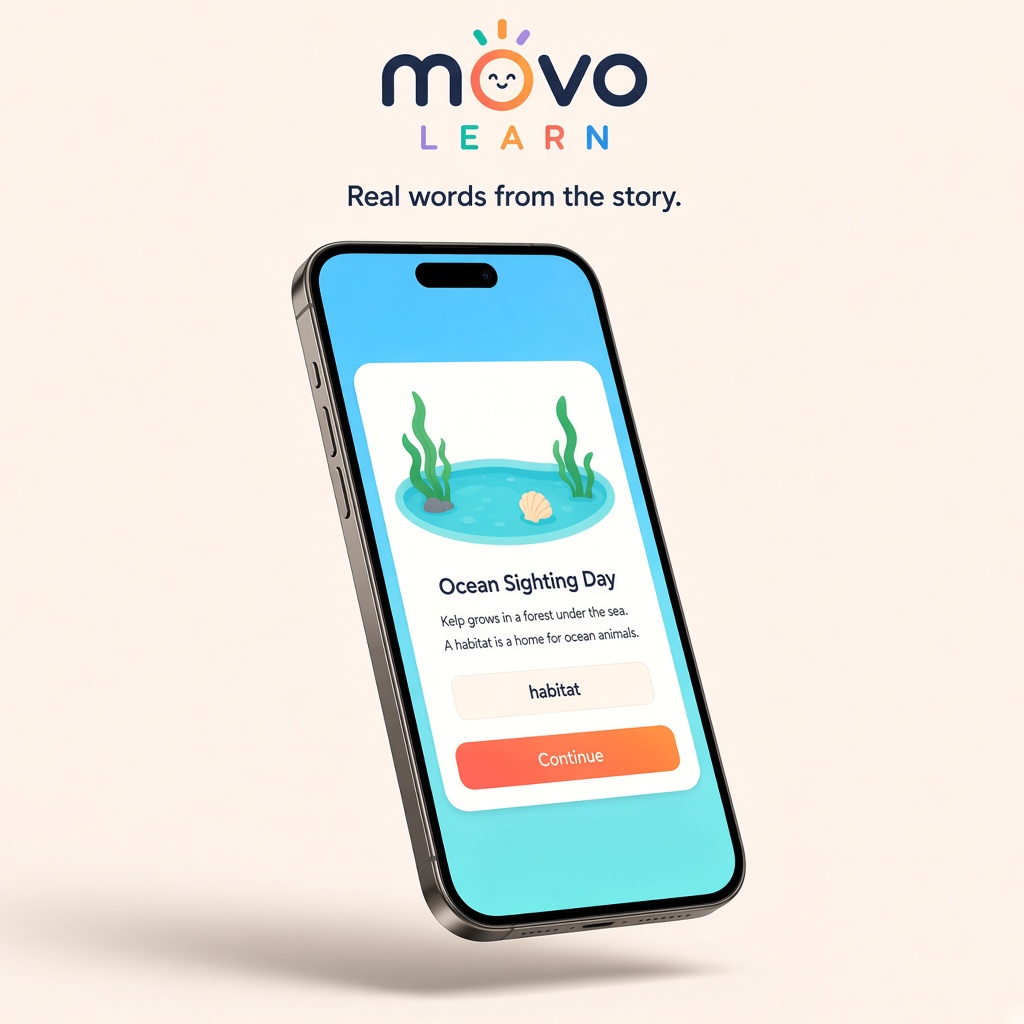 movo
LEARN
Real words from the story.
Ocean Sighting Day
Kelp grows in a forest under the sea.
A habitat is a home for ocean animals.
habitat
Continue